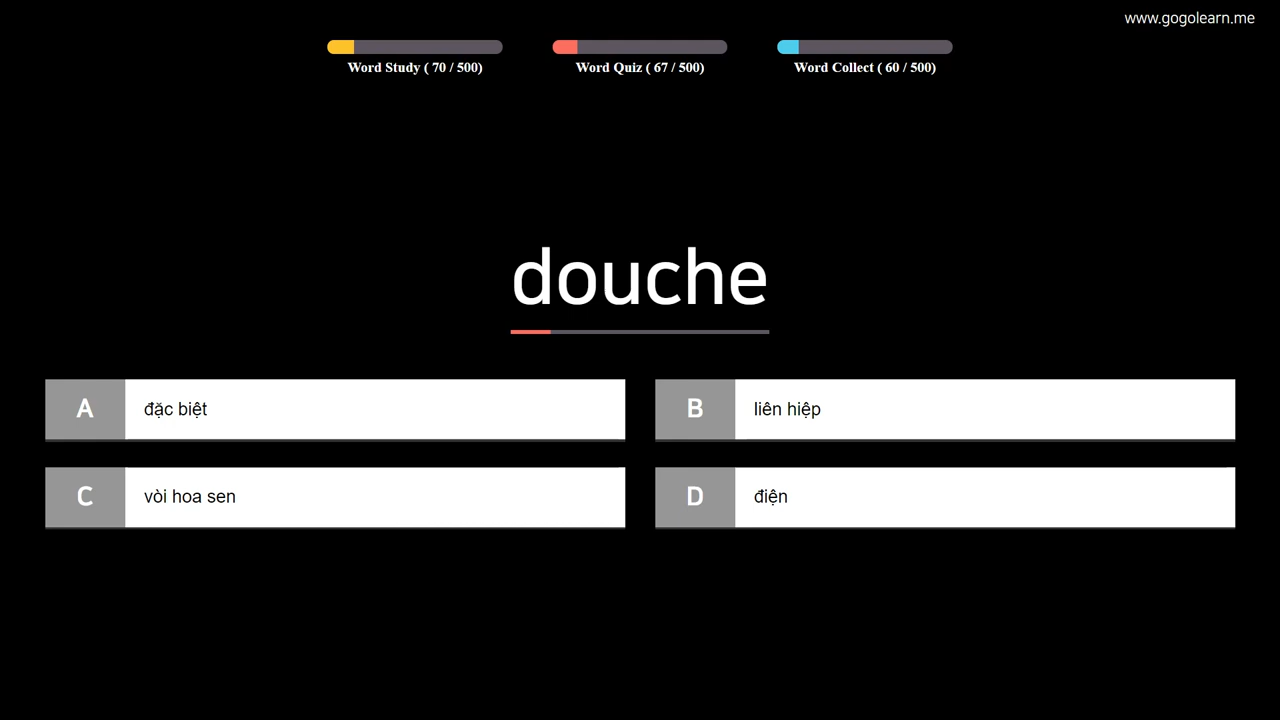 www.gogolearn.me
Word Study ( 70 / 500)
Word Quiz ( 67 / 500)
Word Collect ( 60 / 500)
douche
A đặc biệt
B liên hiệp
C vòi hoa sen
D điện